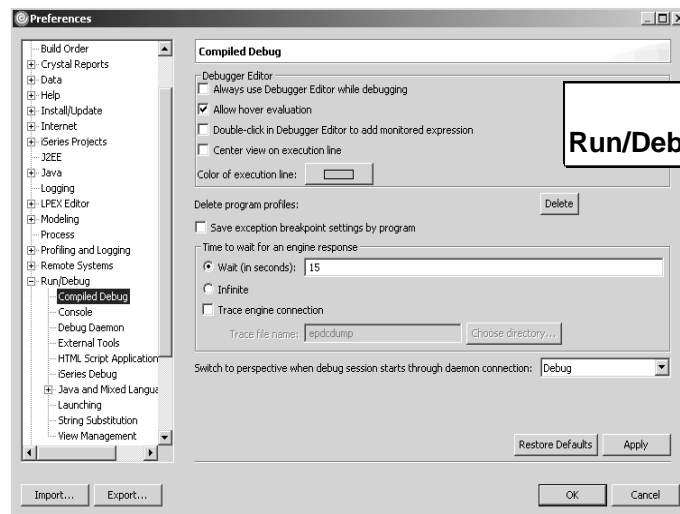 Preferences
Build Order
Crystal Reports
Data
Help
Install/Update
Internet
iSeries Projects
J2EE
Java
Logging
LPEX Editor
Modeling
Process
Profiling and Logging
Remote Systems
Run/Debug
Compiled Debug
Console
Debug Daemon
External Tools
HTML Script Application
iSeries Debug
Java and Mixed Langua
Launching
String Substitution
View Management
Import...
Export...
Compiled Debug
Debugger Editor
Always use Debugger Editor while debugging
Allow hover evaluation
Double-click in Debugger Editor to add monitored expression
Center view on execution line
Color of execution line:
Run/Deb
Delete program profiles:
Delete
Save exception breakpoint settings by program
Time to wait for an engine response
Wait (in seconds): 15
Infinite
Trace engine connection
Trace file name: epdcdump Choose directory...
Switch to perspective when debug session starts through daemon connection: Debug
Restore Defaults
Apply
OK
Cancel